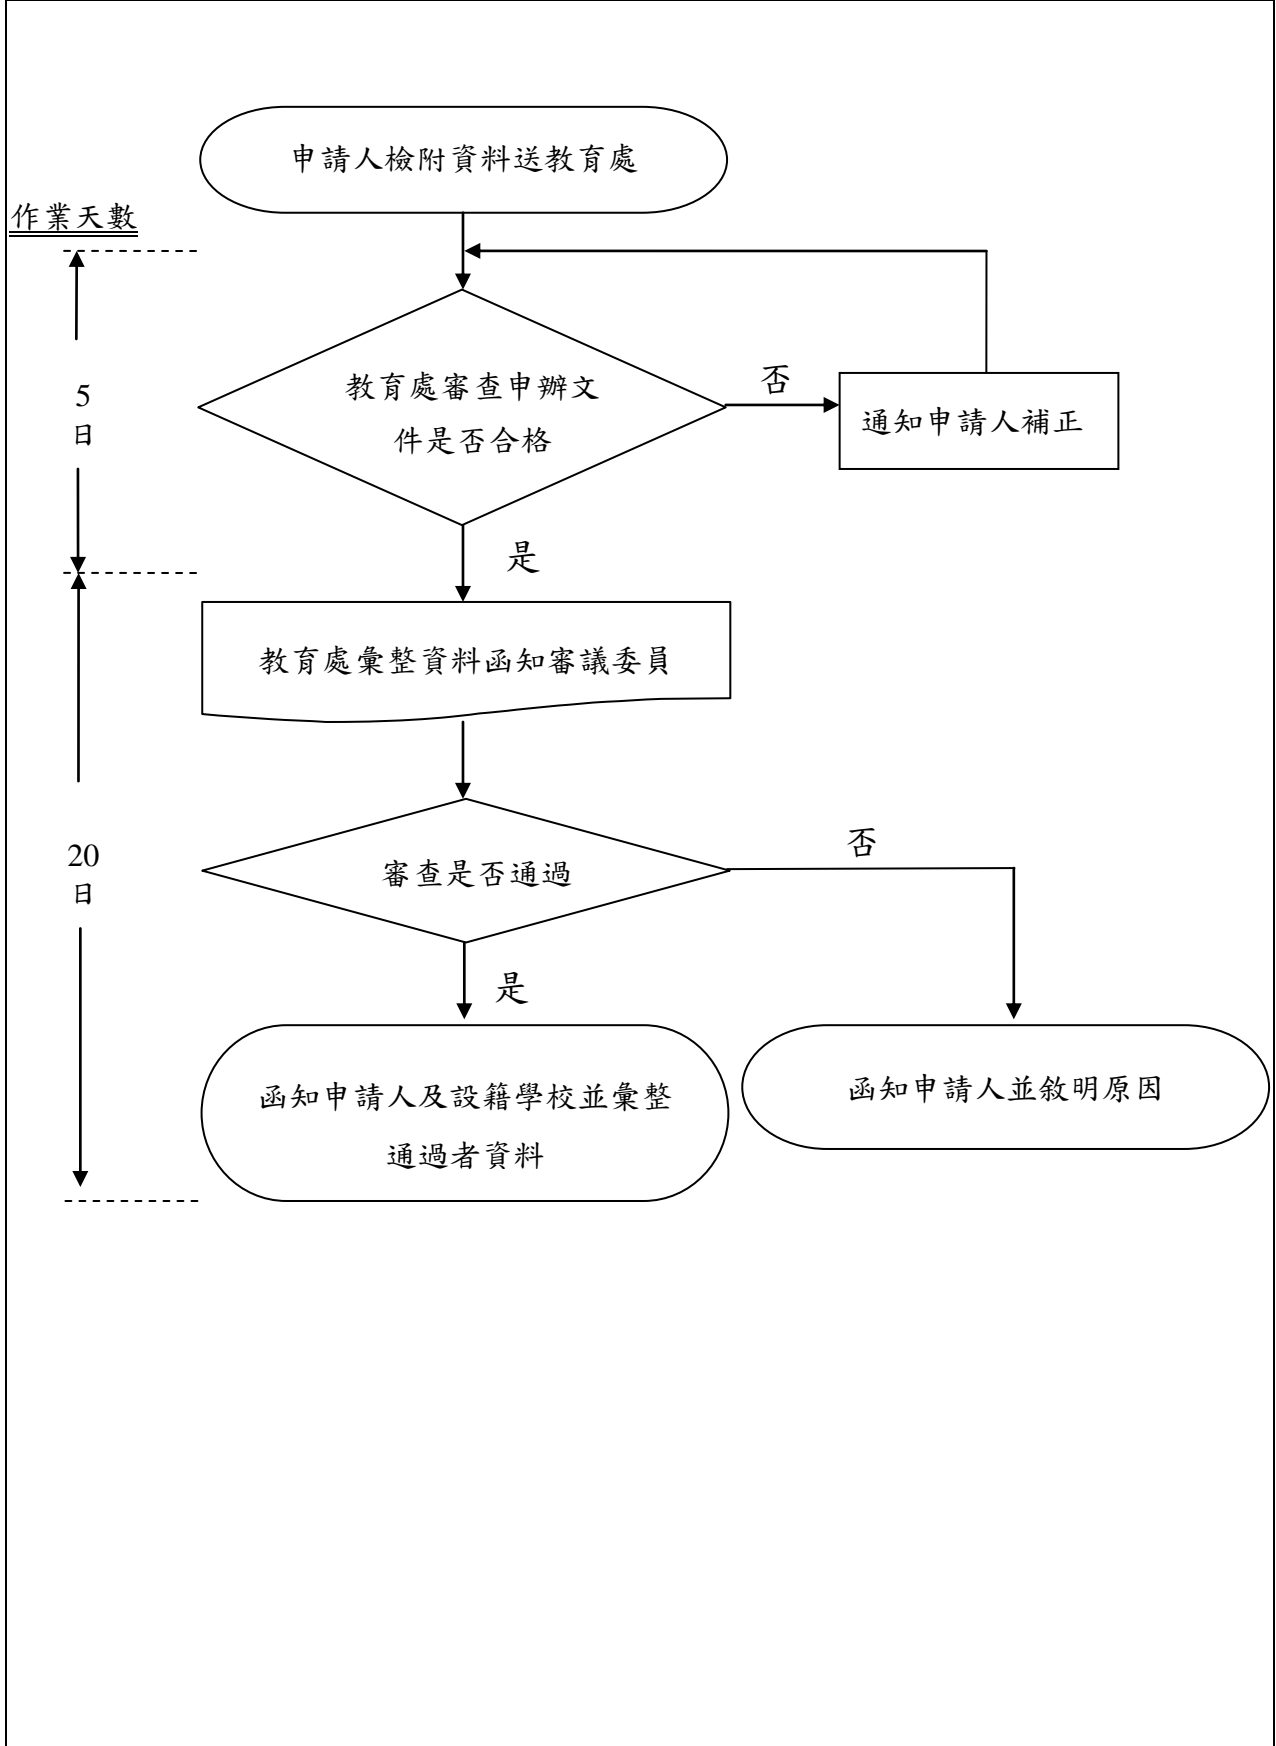 申請人檢附資料送教育處
作業天數
5
日
教育處審查申辦文
件是否合格
否
通知申請人補正
是
教育處彙整資料函知審議委員
20
日
審查是否通過
否
是
函知申請人及設籍學校並彙整
通過者資料
函知申請人並敘明原因